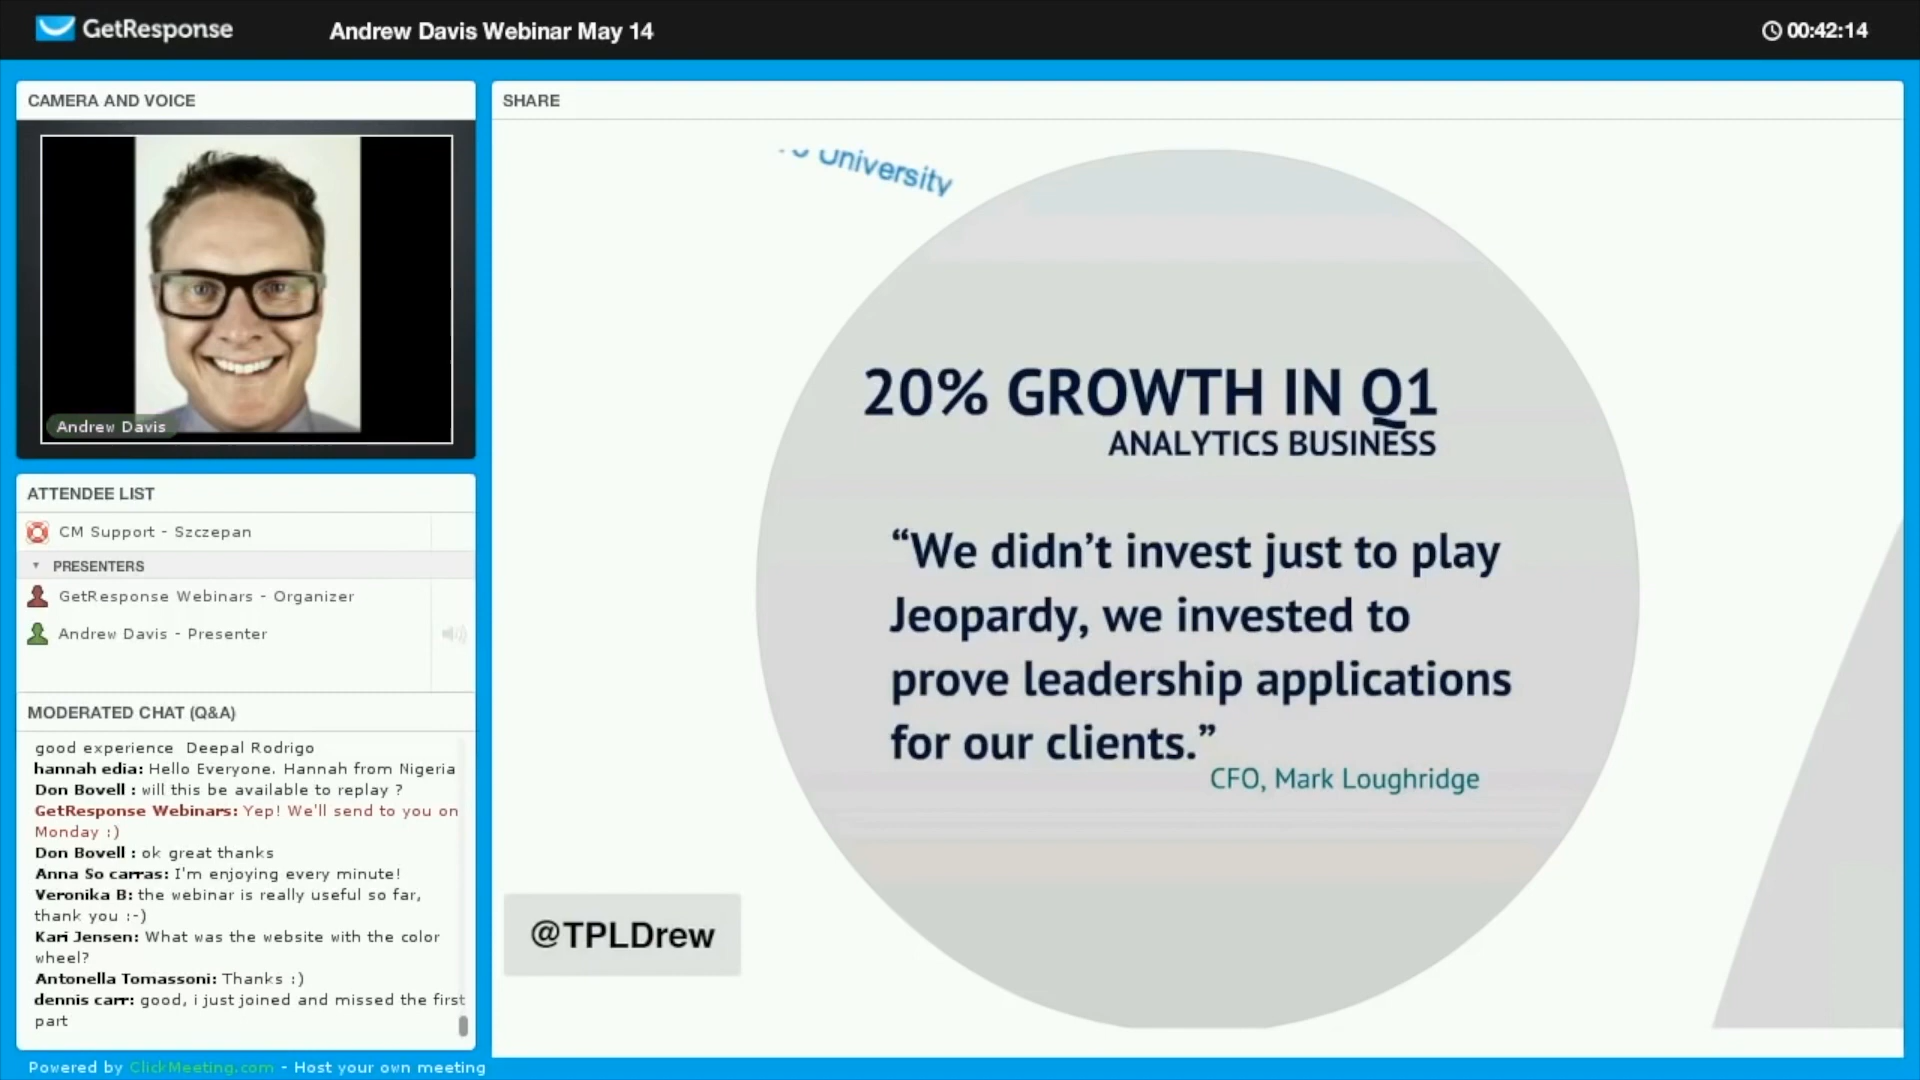 GetResponse
Andrew Davis Webinar May 14
00:42:14
CAMERA AND VOICE
Andrew Davis
ATTENDEE LIST
CM Support - Szczepan
PRESENTERS
GetResponse Webinars - Organizer
Andrew Davis - Presenter
MODERATED CHAT (Q&A)
good experience  Deepal Rodrigo
hannah edia: Hello Everyone. Hannah from Nigeria
Don Bovell : will this be available to replay ?
GetResponse Webinars: Yep! We'll send to you on
Monday :)
Don Bovell : ok great thanks
Anna So carras: I'm enjoying every minute!
Veronika B: the webinar is really useful so far,
thank you :-)
Kari Jensen: What was the website with the color
wheel?
Antonella Tomassoni: Thanks :)
dennis carr: good, i just joined and missed the first
part
Powered by ClickMeeting.com - Host your own meeting
SHARE
University
20% GROWTH IN Q1
ANALYTICS BUSINESS
“We didn’t invest just to play
Jeopardy, we invested to
prove leadership applications
for our clients.”
CFO, Mark Loughridge
@TPLDrew